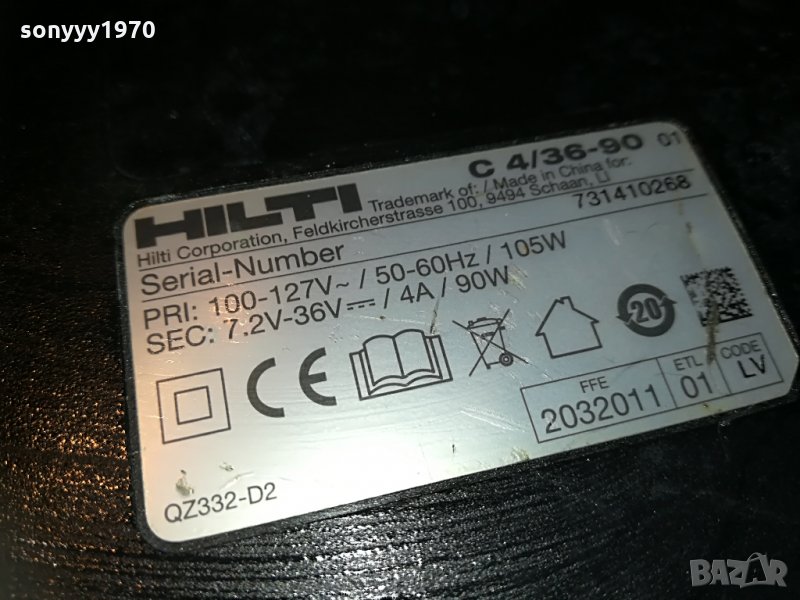 sonyyy1970
C 4/36-90 01
HILTI Trademark of: / Made in China for:
Hilti Corporation, Feldkircherstrasse 100, 9494 Schaan, LI
Serial-Number 731410268
PRI: 100-127V~ / 50-60Hz / 105W
SEC: 7.2V-36V⎓ / 4A / 90W
CE
20
FFE ETL CODE
2032011 01 LV
QZ332-D2
BAZAR